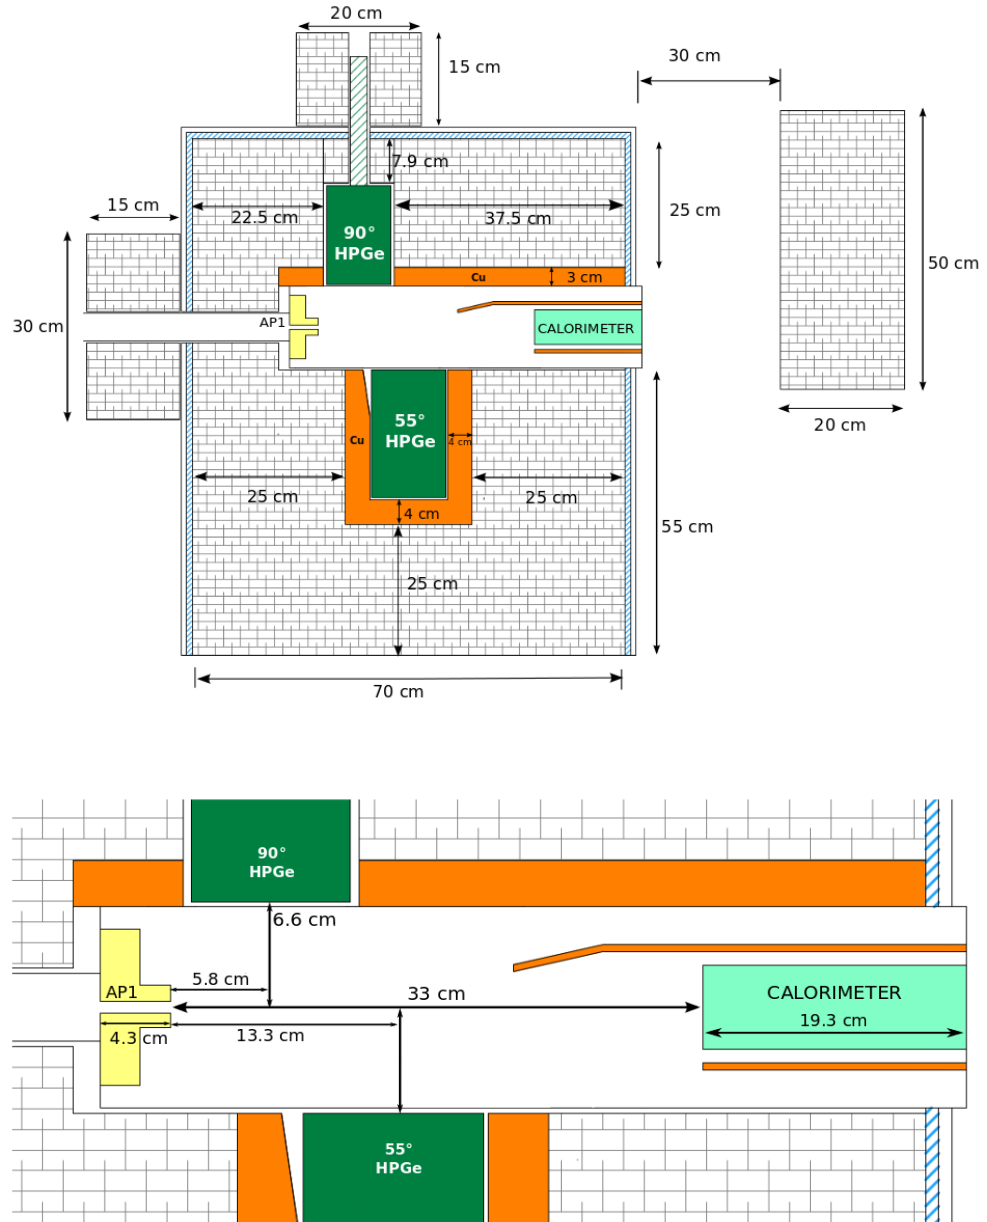 20 cm
30 cm
15 cm
7.9 cm
15 cm
22.5 cm
37.5 cm
25 cm
90°
HPGe
50 cm
Cu
3 cm
30 cm
AP1
CALORIMETER
55°
HPGe
20 cm
Cu
4 cm
25 cm
25 cm
4 cm
55 cm
25 cm
70 cm
90°
HPGe
6.6 cm
5.8 cm
AP1
33 cm
CALORIMETER
19.3 cm
4.3 cm
13.3 cm
55°
HPGe